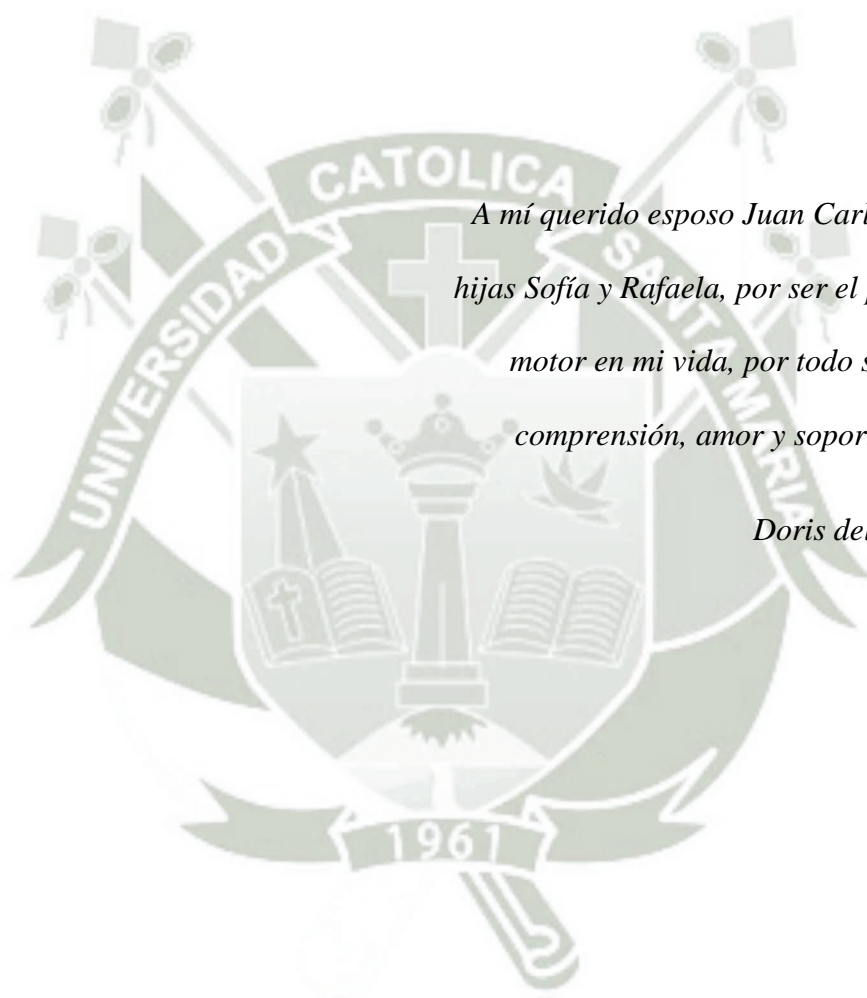 UNIVERSIDAD CATOLICA SANTA MARIA
A mí querido esposo Juan Carl
hijas Sofía y Rafaela, por ser el
motor en mi vida, por todo s
comprensión, amor y sopor
Doris del
1961